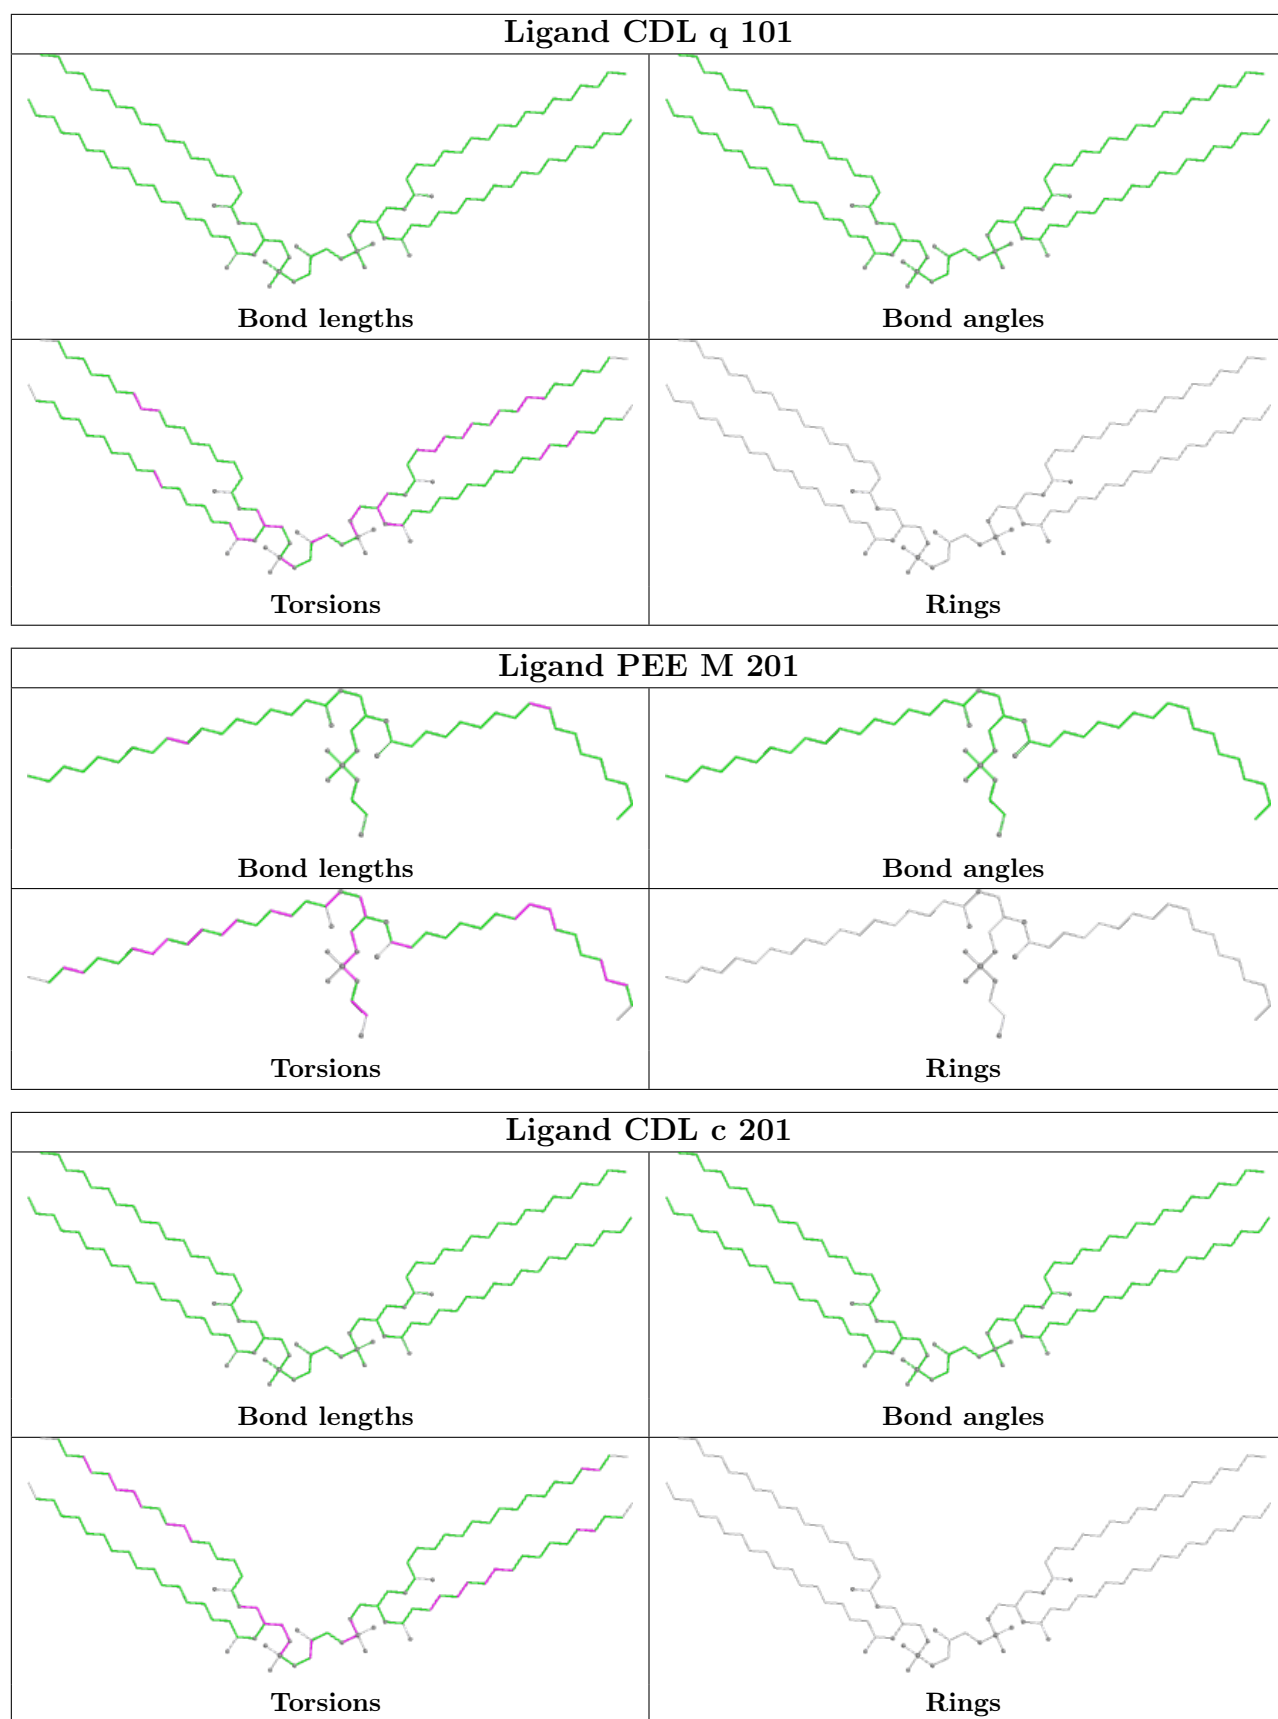 Ligand CDL q 101
Bond lengths
Bond angles
Torsions
Rings
Ligand PEE M 201
Bond lengths
Bond angles
Torsions
Rings
Ligand CDL c 201
Bond lengths
Bond angles
Torsions
Rings